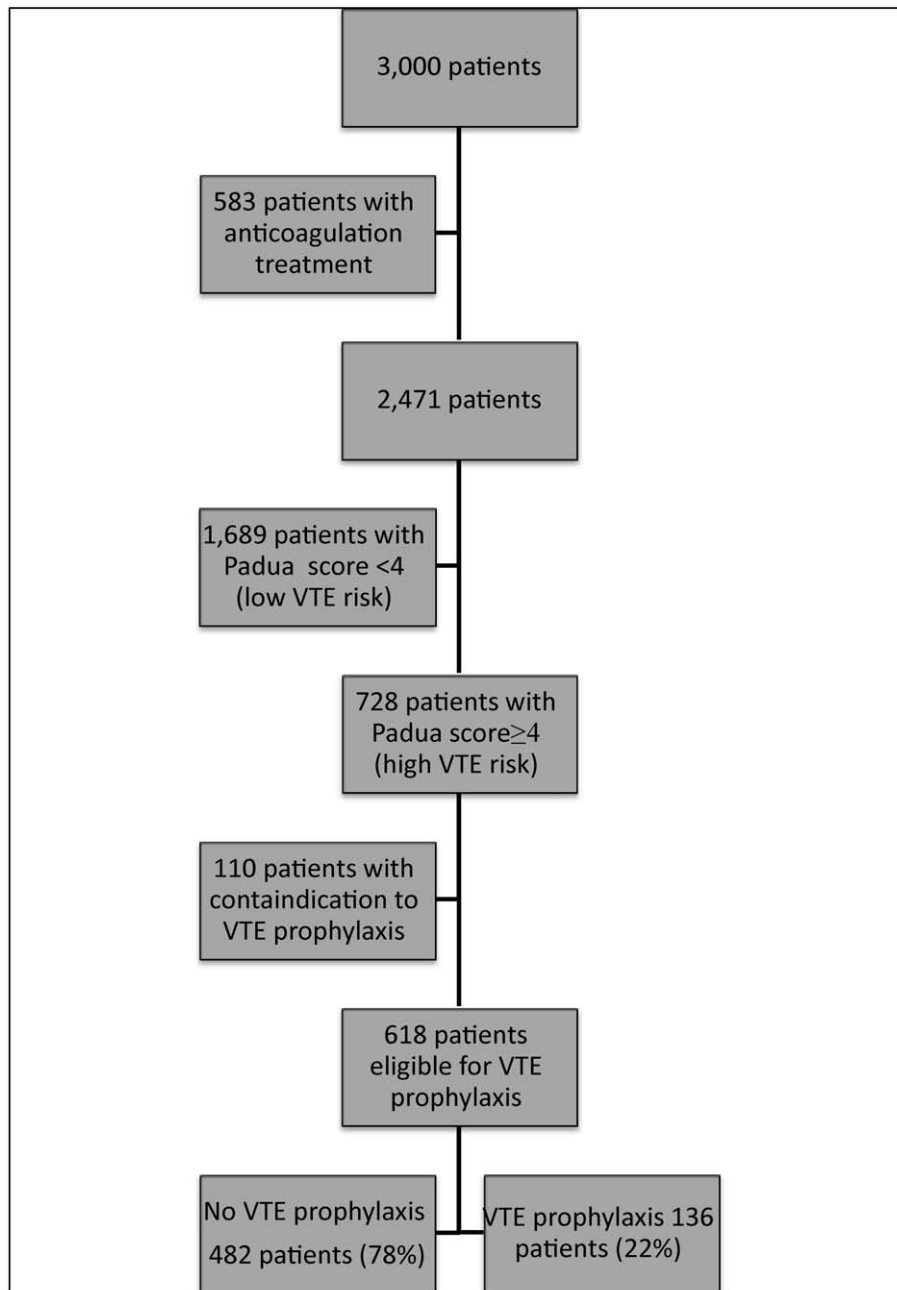 3,000 patients
583 patients with
anticoagulation
treatment
2,471 patients
1,689 patients with
Padua score <4
(low VTE risk)
728 patients with
Padua score≥4
(high VTE risk)
110 patients with
containdication to
VTE prophylaxis
618 patients
eligible for VTE
prophylaxis
No VTE prophylaxis
482 patients (78%)
VTE prophylaxis 136
patients (22%)